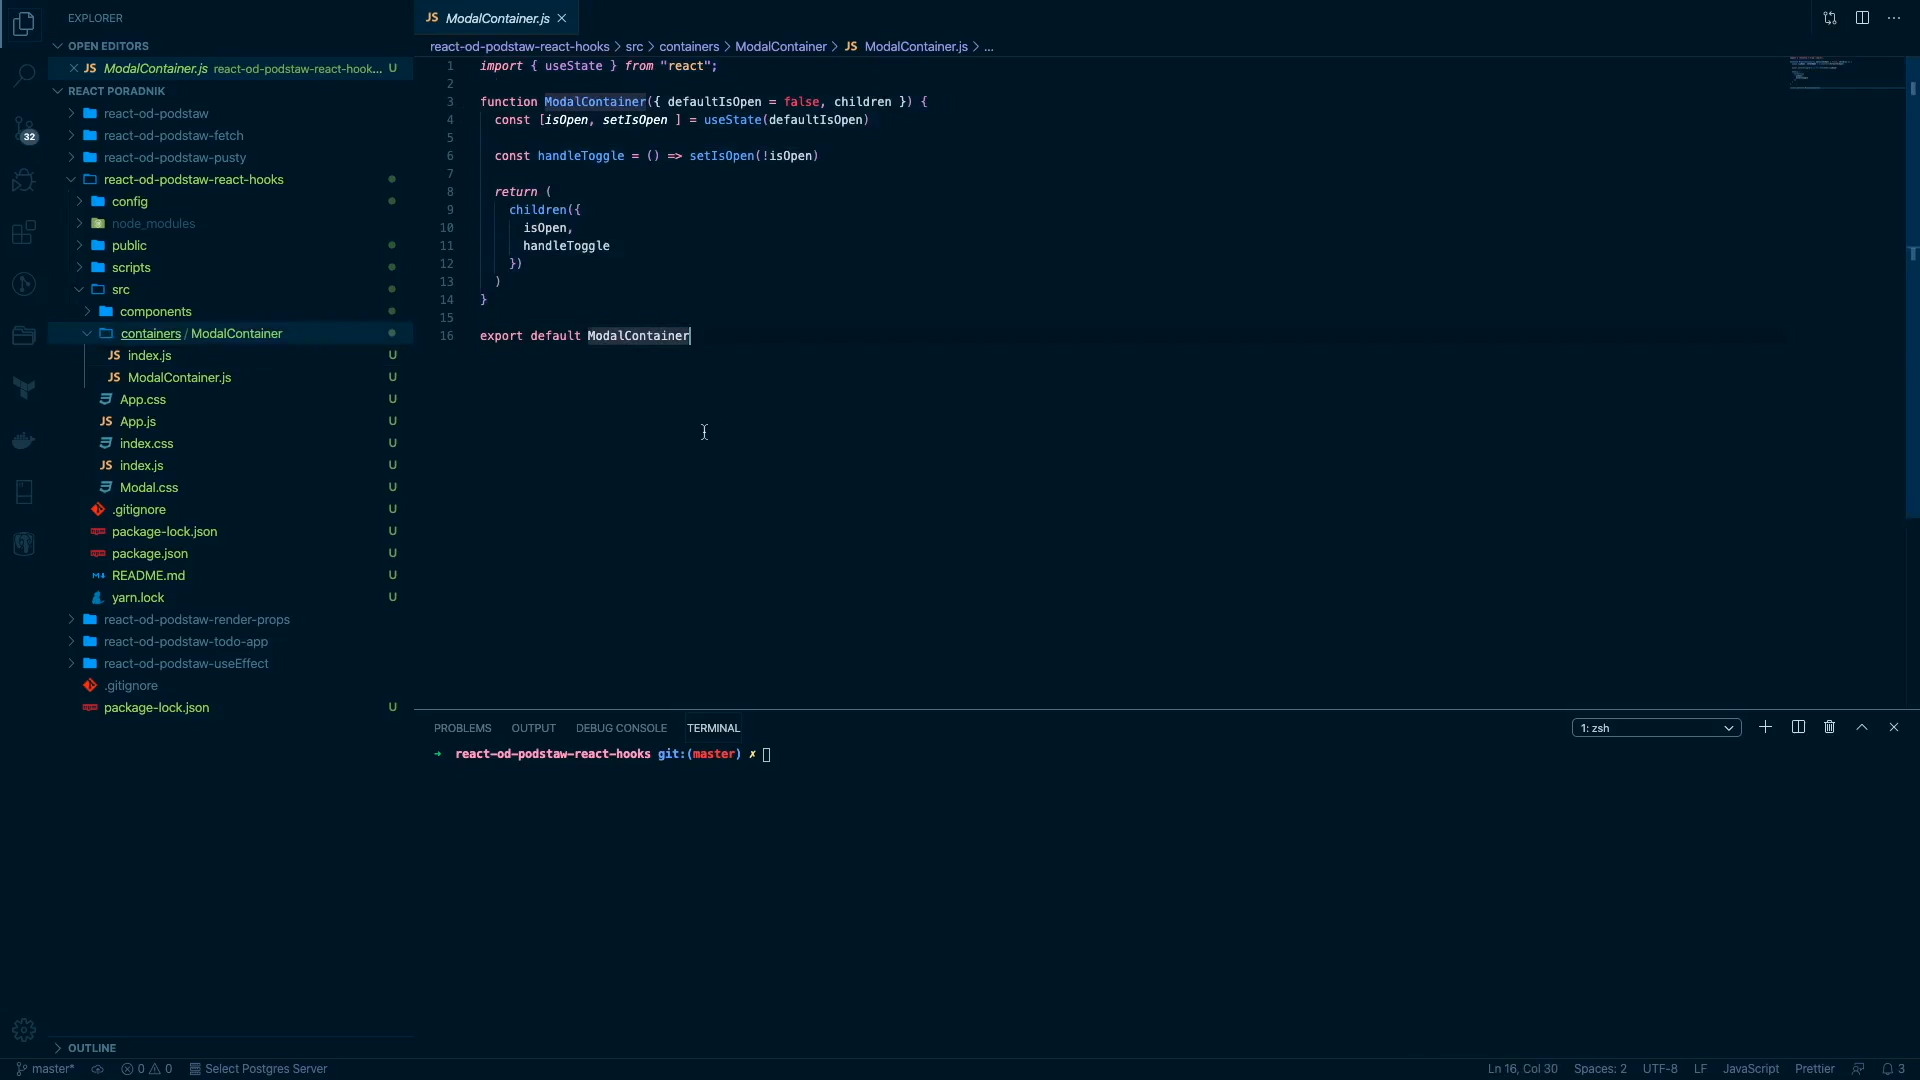 EXPLORER
OPEN EDITORS
JS ModalContainer.js react-od-podstaw-react-hook... U
REACT PORADNIK
react-od-podstaw
react-od-podstaw-fetch
react-od-podstaw-pusty
react-od-podstaw-react-hooks
config
node_modules
public
scripts
src
components
containers / ModalContainer
JS index.js U
JS ModalContainer.js U
App.css U
JS App.js U
index.css U
JS index.js U
Modal.css U
.gitignore U
package-lock.json U
package.json U
README.md U
yarn.lock U
react-od-podstaw-render-props
react-od-podstaw-todo-app
react-od-podstaw-useEffect
.gitignore
package-lock.json U
OUTLINE
32
JS ModalContainer.js
react-od-podstaw-react-hooks > src > containers > ModalContainer > JS ModalContainer.js > ...
1 import { useState } from "react";
2
3 function ModalContainer({ defaultIsOpen = false, children }) {
4 const [isOpen, setIsOpen ] = useState(defaultIsOpen)
5
6 const handleToggle = () => setIsOpen(!isOpen)
7
8 return (
9 children({
10 isOpen,
11 handleToggle
12 })
13 )
14 }
15
16 export default ModalContainer
PROBLEMS OUTPUT DEBUG CONSOLE TERMINAL 1: zsh
→ react-od-podstaw-react-hooks git:(master) ✗
master* 0 0 Select Postgres Server Ln 16, Col 30 Spaces: 2 UTF-8 LF JavaScript Prettier 3